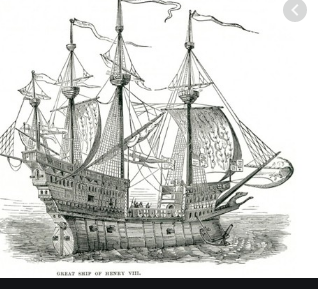 GREAT SHIP OF HENRY VIII.